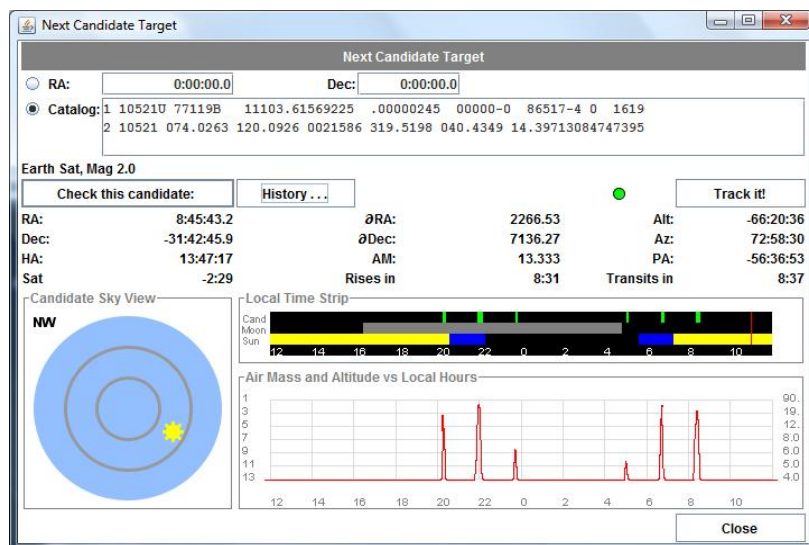 Next Candidate Target
Next Candidate Target
RA: 0:00:00.0 Dec: 0:00:00.0
Catalog: 1 10521U 77119B 11103.61569225 .00000245 00000-0 86517-4 0 1619
2 10521 074.0263 120.0926 0021586 319.5198 040.4349 14.39713084747395
Earth Sat, Mag 2.0
Check this candidate: History . . . Track it!
RA: 8:45:43.2 ∂RA: 2266.53 Alt: -66:20:36
Dec: -31:42:45.9 ∂Dec: 7136.27 Az: 72:58:30
HA: 13:47:17 AM: 13.333 PA: -56:36:53
Sat -2:29 Rises in 8:31 Transits in 8:37
Candidate Sky View
NW
Local Time Strip
Cand
Moon
Sun
12 14 16 18 20 22 0 2 4 6 8 10
Air Mass and Altitude vs Local Hours
1 90.
3 19.
5 12.
7 8.0
9 6.0
11 5.0
13 4.0
12 14 16 18 20 22 0 2 4 6 8 10
Close